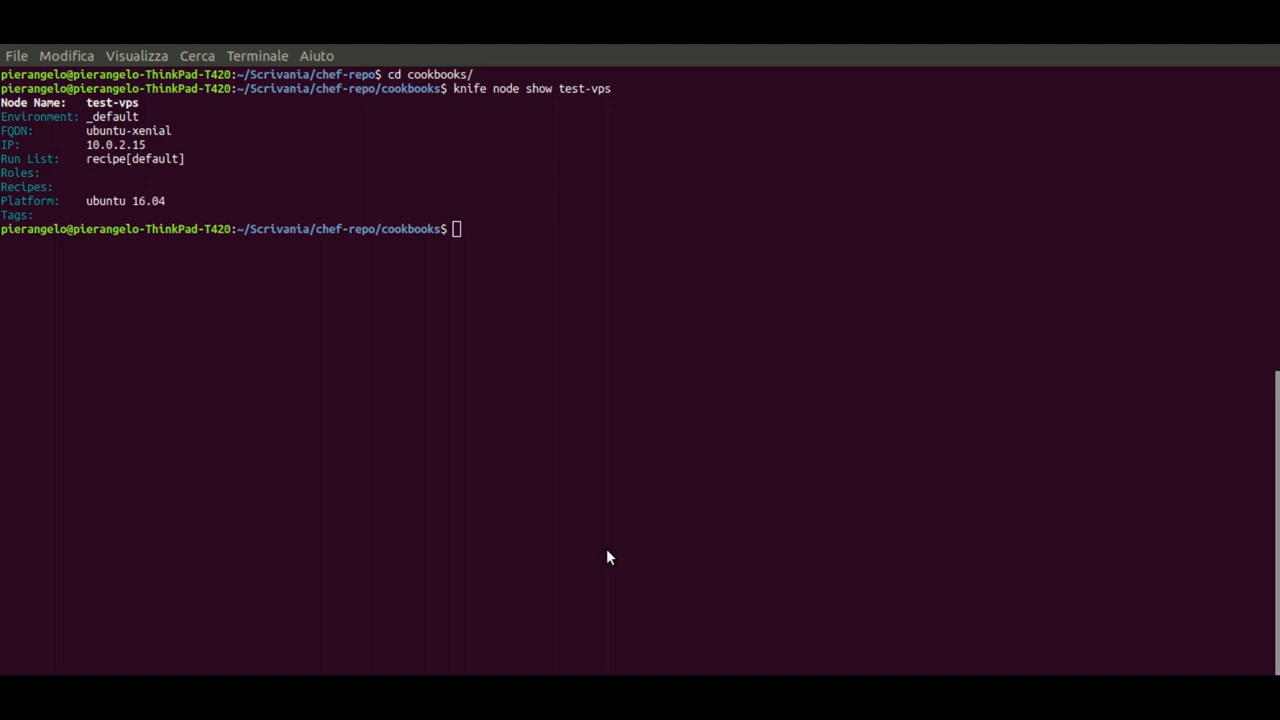 File Modifica Visualizza Cerca Terminale Aiuto
pierangelo@pierangelo-ThinkPad-T420:~/Scrivania/chef-repo$ cd cookbooks/
pierangelo@pierangelo-ThinkPad-T420:~/Scrivania/chef-repo/cookbooks$ knife node show test-vps
Node Name:   test-vps
Environment: _default
FQDN:        ubuntu-xenial
IP:          10.0.2.15
Run List:    recipe[default]
Roles:
Recipes:
Platform:    ubuntu 16.04
Tags:
pierangelo@pierangelo-ThinkPad-T420:~/Scrivania/chef-repo/cookbooks$